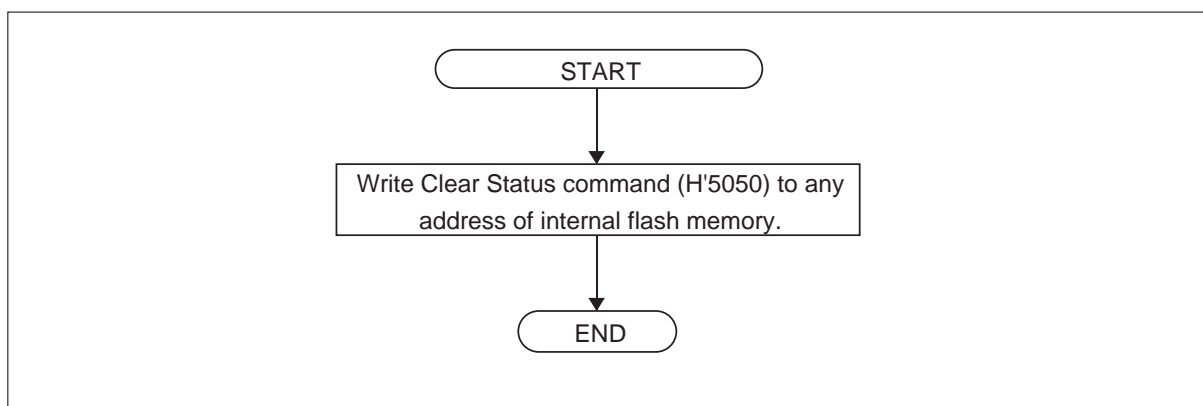 START
Write Clear Status command (H'5050) to any
address of internal flash memory.
END